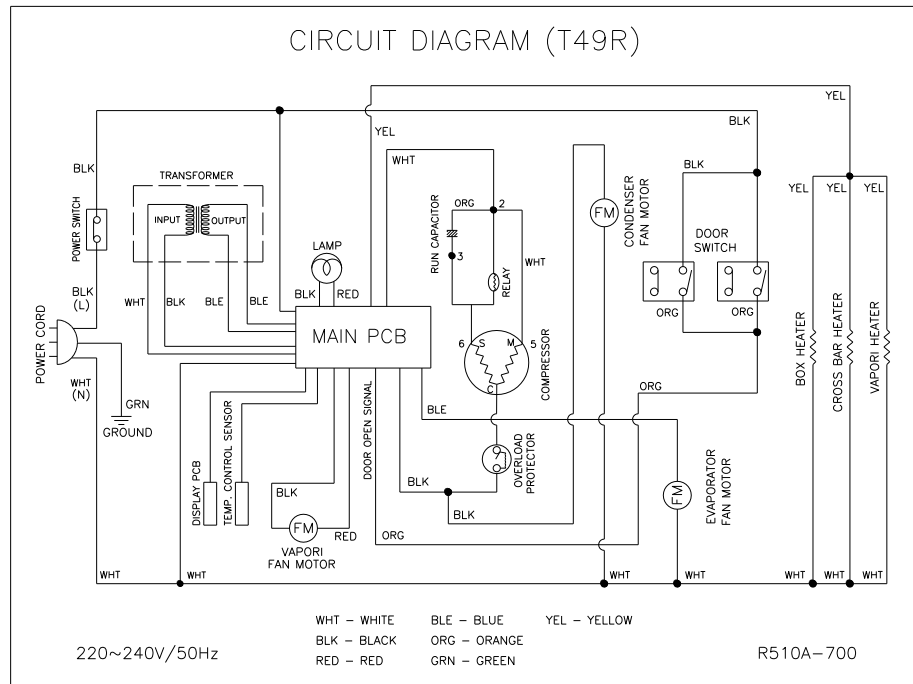 CIRCUIT DIAGRAM (T49R)
YEL
BLK
YEL
WHT
BLK
BLK
TRANSFORMER
INPUT
OUTPUT
POWER SWITCH
ORG
2
RUN CAPACITOR
3
RELAY
WHT
FM
CONDENSER
FAN MOTOR
DOOR
SWITCH
YEL
YEL
YEL
LAMP
BLK
RED
WHT
BLK
BLE
BLE
BLK
(L)
POWER CORD
MAIN PCB
6
S
M
5
C
COMPRESSOR
ORG
ORG
BOX HEATER
CROSS BAR HEATER
VAPORI HEATER
WHT
(N)
GRN
GROUND
DOOR OPEN SIGNAL
BLE
ORG
DISPLAY PCB
TEMP. CONTROL SENSOR
BLK
FM
RED
VAPORI
FAN MOTOR
BLK
BLK
OVERLOAD
PROTECTOR
ORG
FM
EVAPORATOR
FAN MOTOR
WHT
WHT
WHT
WHT
WHT
WHT
WHT
WHT - WHITE
BLE - BLUE
YEL - YELLOW
BLK - BLACK
ORG - ORANGE
RED - RED
GRN - GREEN
220~240V/50Hz
R510A-700